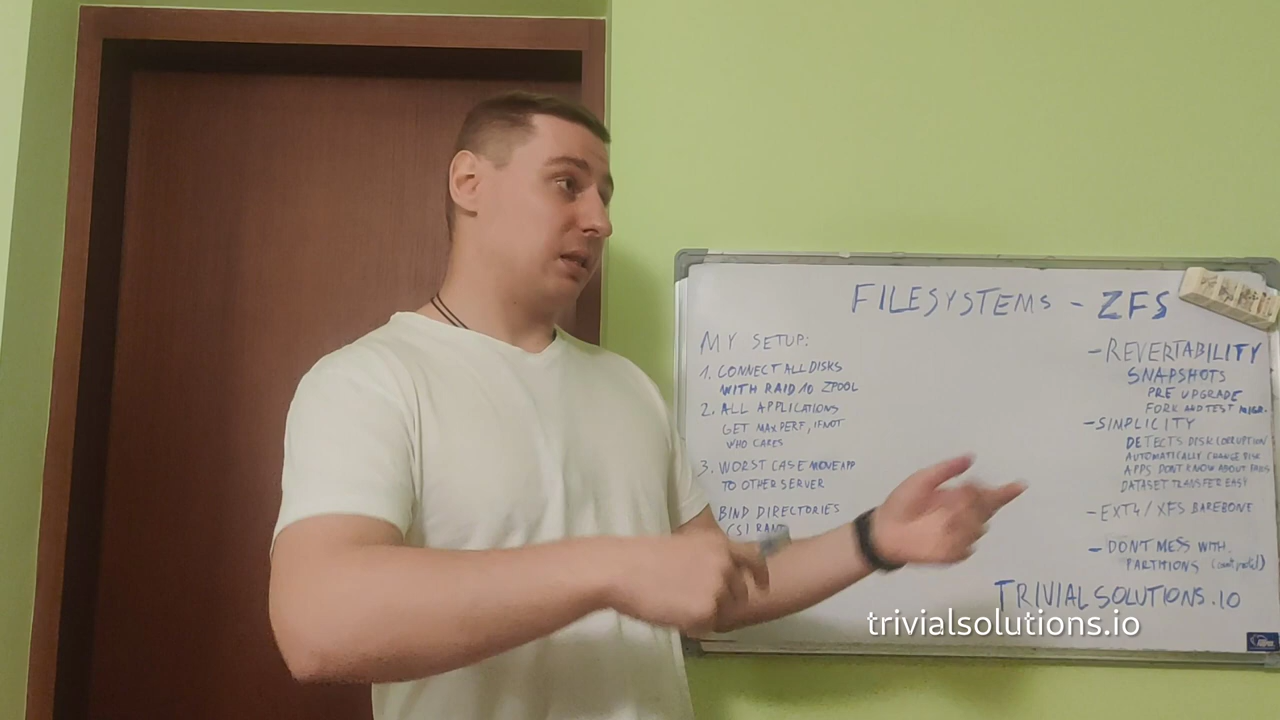 FILESYSTEMS - ZFS
MY SETUP:
1. CONNECT ALL DISKS
WITH RAID 10 ZPOOL
2. ALL APPLICATIONS
GET MAX PERF, IF NOT
WHO CARES
3. WORST CASE MOVE APP
TO OTHER SERVER
BIND DIRECTORIES
CSI
- REVERTABILITY
SNAPSHOTS
PRE UPGRADE
FORK AND TEST MIGR.
- SIMPLICITY
DETECTS DISK CORRUPTION
AUTOMATICALLY CHANGE DISK
APPS DONT KNOW ABOUT
DATASET TRANSFER EASY
- EXT4 / XFS BAREBONE
- DONT MESS WITH
PARTITIONS
TRIVIALSOLUTIONS.IO
trivialsolutions.io